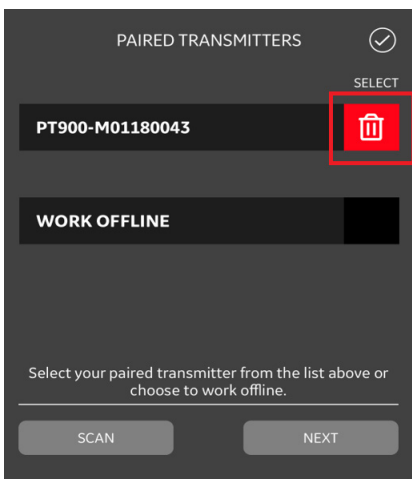 PAIRED TRANSMITTERS
SELECT
PT900-M01180043
WORK OFFLINE
Select your paired transmitter from the list above or
choose to work offline.
SCAN
NEXT